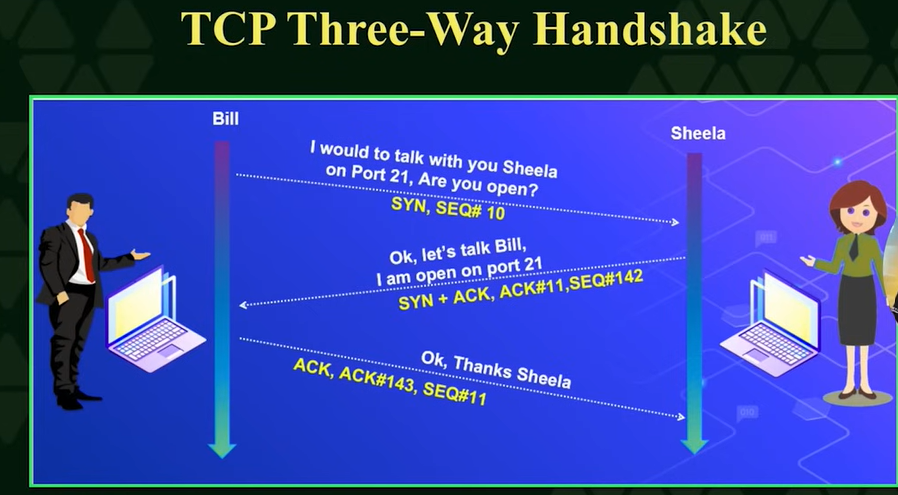 TCP Three-Way Handshake
Bill
Sheela
I would to talk with you Sheela
on Port 21, Are you open?
SYN, SEQ# 10
Ok, let's talk Bill,
I am open on port 21
SYN + ACK, ACK#11,SEQ#142
Ok, Thanks Sheela
ACK, ACK#143, SEQ#11